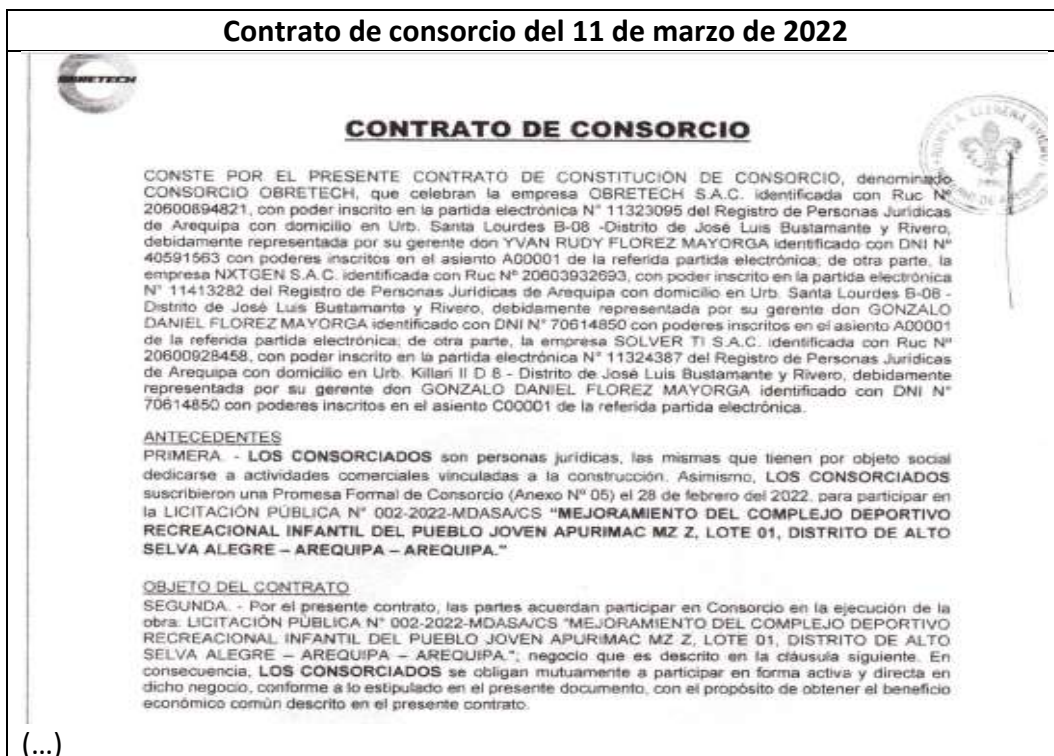 Contrato de consorcio del 11 de marzo de 2022
OBRETECH
CONTRATO DE CONSORCIO
CONSTE POR EL PRESENTE CONTRATO DE CONSTITUCIÓN DE CONSORCIO, denominado
CONSORCIO OBRETECH, que celebran la empresa OBRETECH S.A.C. identificada con Ruc Nº
20600894821, con poder inscrito en la partida electrónica N° 11323095 del Registro de Personas Jurídicas
de Arequipa con domicilio en Urb. Santa Lourdes B-08 -Distrito de José Luis Bustamante y Rivero,
debidamente representada por su gerente don YVAN RUDY FLOREZ MAYORGA identificado con DNI Nº
40591563 con poderes inscritos en el asiento A00001 de la referida partida electrónica; de otra parte, la
empresa NXTGEN S.A.C. identificada con Ruc Nº 20603932693, con poder inscrito en la partida electrónica
N° 11413282 del Registro de Personas Jurídicas de Arequipa con domicilio en Urb. Santa Lourdes B-08 -
Distrito de José Luis Bustamante y Rivero, debidamente representada por su gerente don GONZALO
DANIEL FLOREZ MAYORGA identificado con DNI N° 70614850 con poderes inscritos en el asiento A00001
de la referida partida electrónica; de otra parte, la empresa SOLVER TI S.A.C. identificada con Ruc Nº
20600928458, con poder inscrito en la partida electrónica N° 11324387 del Registro de Personas Jurídicas
de Arequipa con domicilio en Urb. Killari II D 8 - Distrito de José Luis Bustamante y Rivero, debidamente
representada por su gerente don GONZALO DANIEL FLOREZ MAYORGA identificado con DNI N°
70614850 con poderes inscritos en el asiento C00001 de la referida partida electrónica.
ANTECEDENTES
PRIMERA. - LOS CONSORCIADOS son personas jurídicas, las mismas que tienen por objeto social
dedicarse a actividades comerciales vinculadas a la construcción. Asimismo, LOS CONSORCIADOS
suscribieron una Promesa Formal de Consorcio (Anexo Nº 05) el 28 de febrero del 2022, para participar en
la LICITACIÓN PÚBLICA N° 002-2022-MDASA/CS "MEJORAMIENTO DEL COMPLEJO DEPORTIVO
RECREACIONAL INFANTIL DEL PUEBLO JOVEN APURIMAC MZ Z, LOTE 01, DISTRITO DE ALTO
SELVA ALEGRE – AREQUIPA – AREQUIPA."
OBJETO DEL CONTRATO
SEGUNDA. - Por el presente contrato, las partes acuerdan participar en Consorcio en la ejecución de la
obra: LICITACIÓN PÚBLICA N° 002-2022-MDASA/CS "MEJORAMIENTO DEL COMPLEJO DEPORTIVO
RECREACIONAL INFANTIL DEL PUEBLO JOVEN APURIMAC MZ Z, LOTE 01, DISTRITO DE ALTO
SELVA ALEGRE – AREQUIPA – AREQUIPA."; negocio que es descrito en la cláusula siguiente. En
consecuencia, LOS CONSORCIADOS se obligan mutuamente a participar en forma activa y directa en
dicho negocio, conforme a lo estipulado en el presente documento, con el propósito de obtener el beneficio
económico común descrito en el presente contrato.
(...)